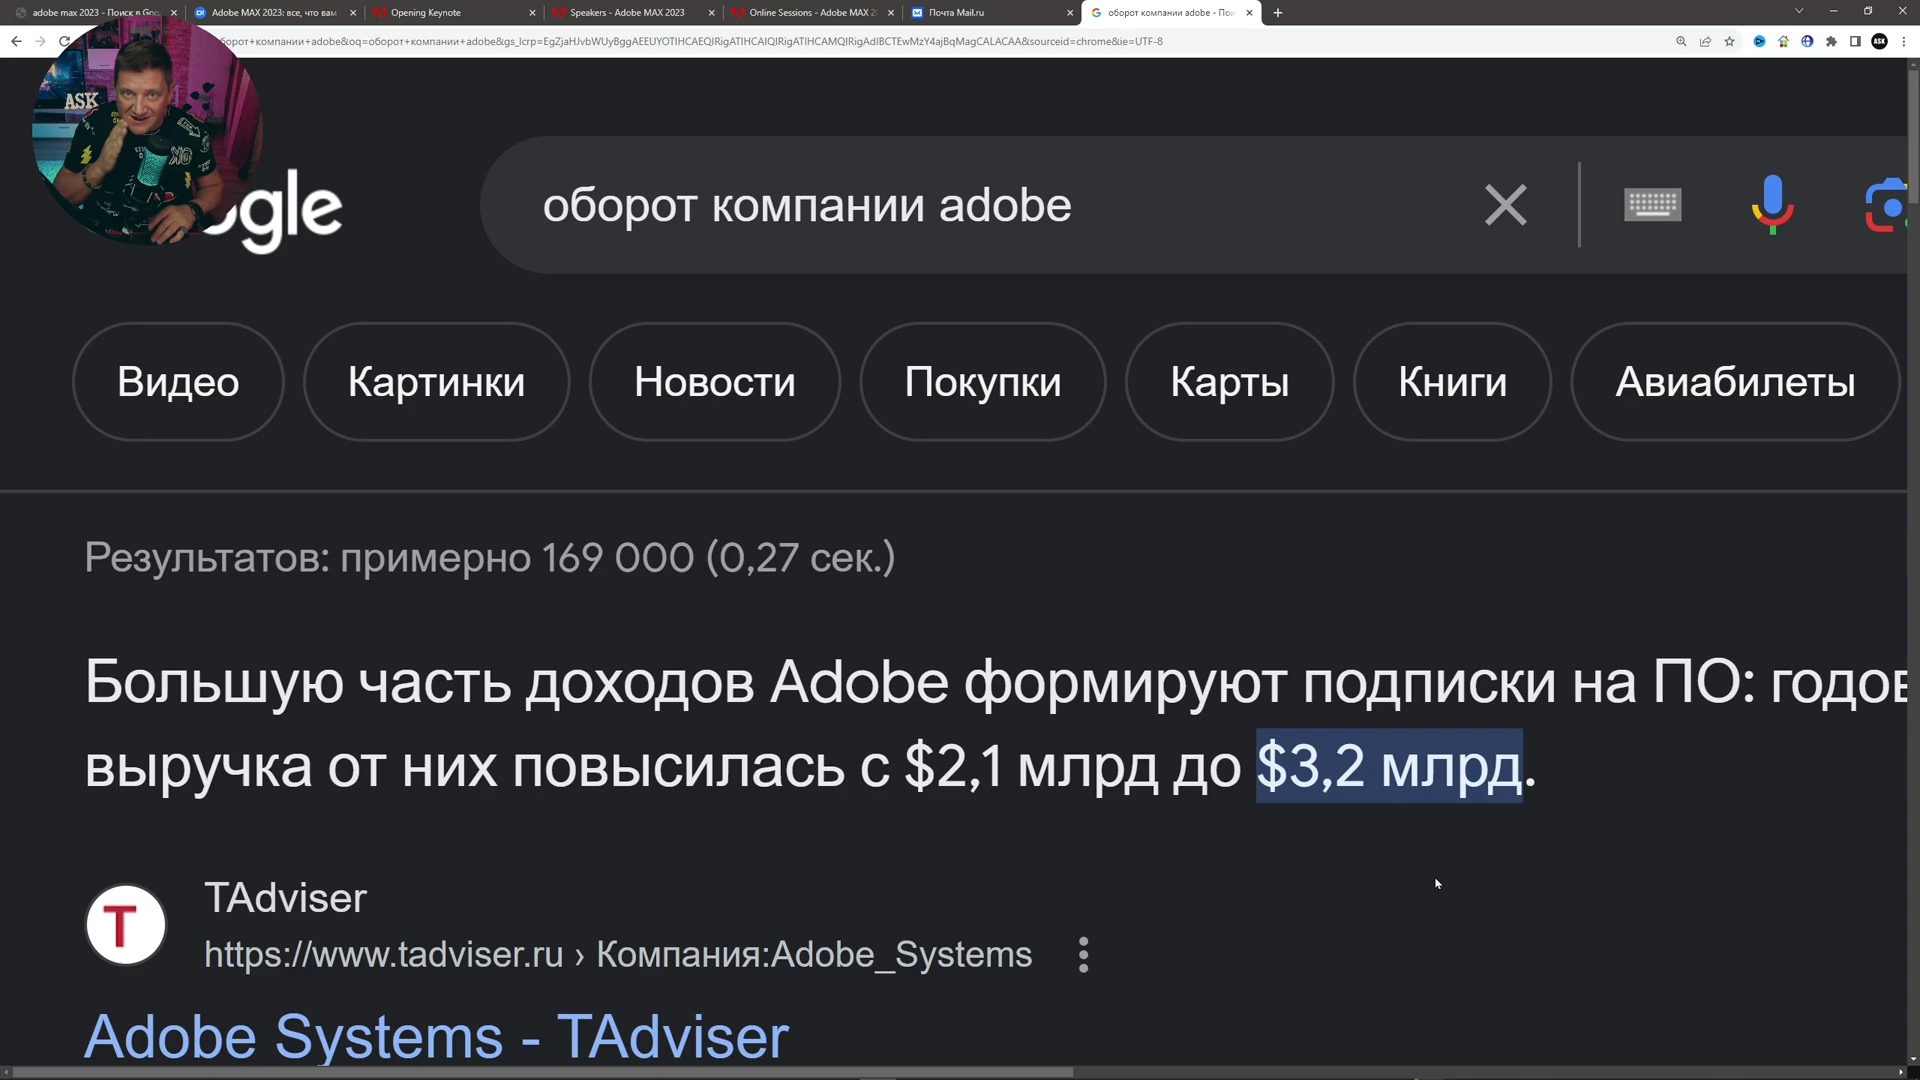 adobe max 2023 - Поиск в Goo
Adobe MAX 2023: все, что вам
Opening Keynote
Speakers - Adobe MAX 2023
Online Sessions - Adobe MAX 2
Почта Mail.ru
оборот компании adobe - Пои
ASK
ogle
оборот компании adobe
Видео
Картинки
Новости
Покупки
Карты
Книги
Авиабилеты
Результатов: примерно 169 000 (0,27 сек.)
Большую часть доходов Adobe формируют подписки на ПО: годов
выручка от них повысилась с $2,1 млрд до $3,2 млрд.
TAdviser
https://www.tadviser.ru › Компания:Adobe_Systems
Adobe Systems - TAdviser